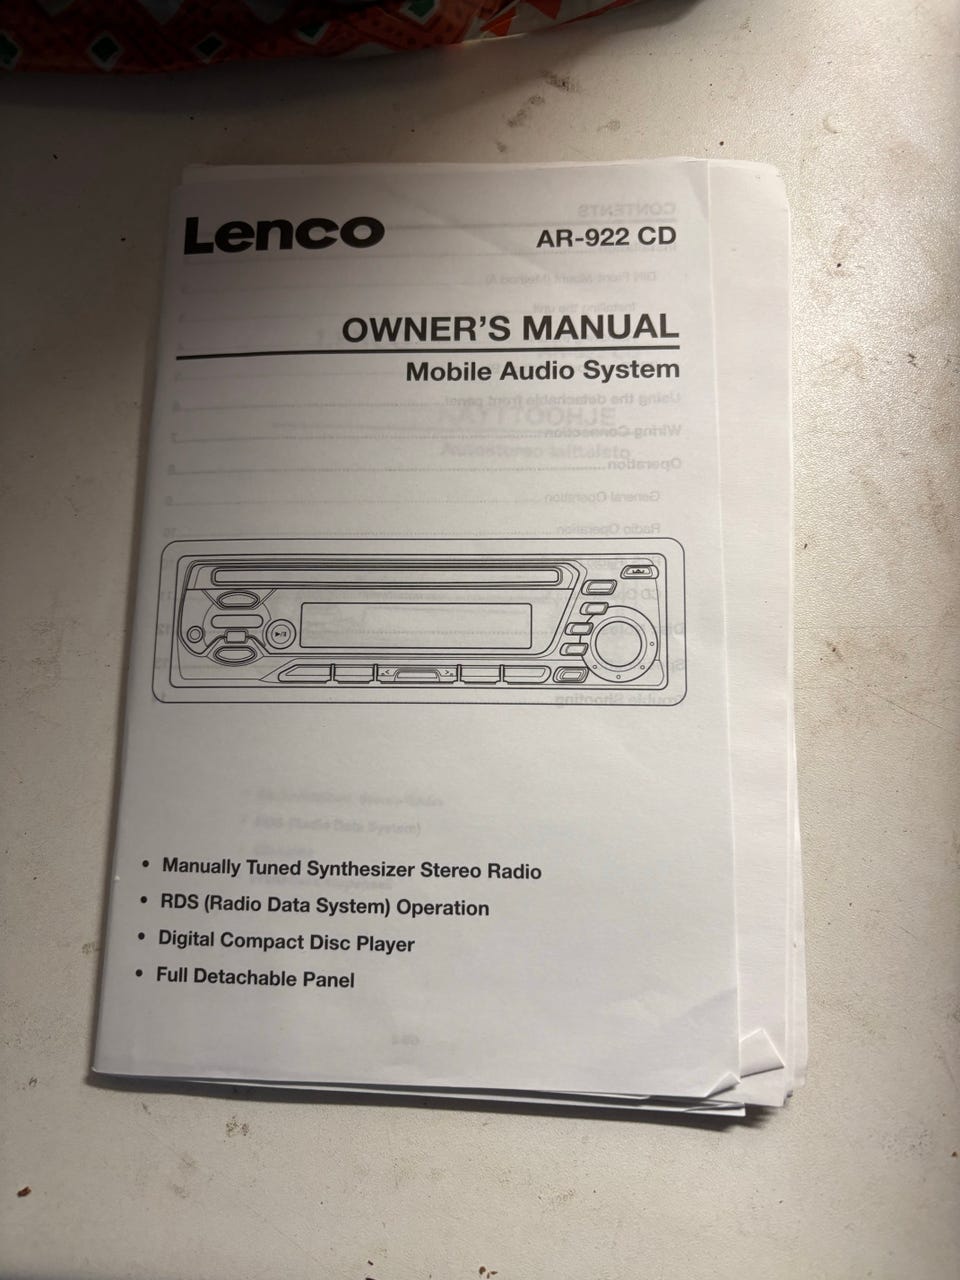 Lenco
AR-922 CD
OWNER'S MANUAL
Mobile Audio System
• Manually Tuned Synthesizer Stereo Radio
• RDS (Radio Data System) Operation
• Digital Compact Disc Player
• Full Detachable Panel